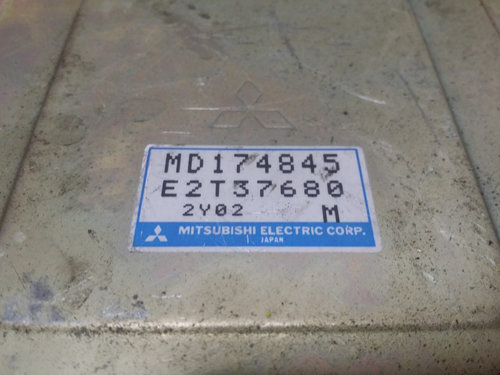 MD174845
E2T37680
2Y02 M
MITSUBISHI ELECTRIC CORP.
JAPAN